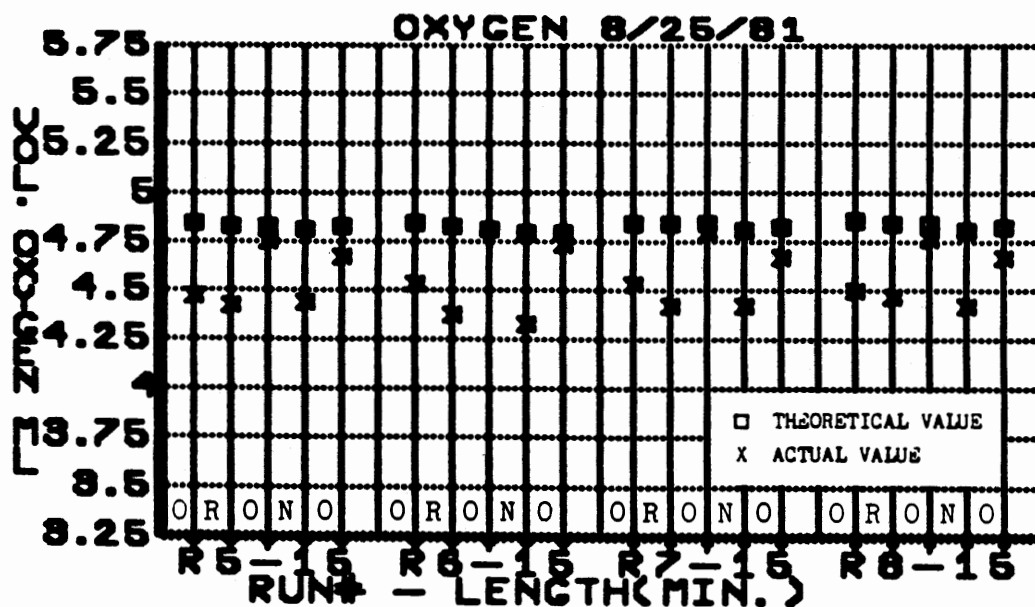 OXYGEN 8/25/81
LBMOXYGEN VOL.
5.75
5.5
5.25
5
4.75
4.5
4.25
4
3.75
3.5
3.25
□ THEORETICAL VALUE
X ACTUAL VALUE
O R O N O O R O N O O R O N O O R O N O
R5-15 R6-15 R7-15 R8-15
RUN# - LENGTH(MIN.)